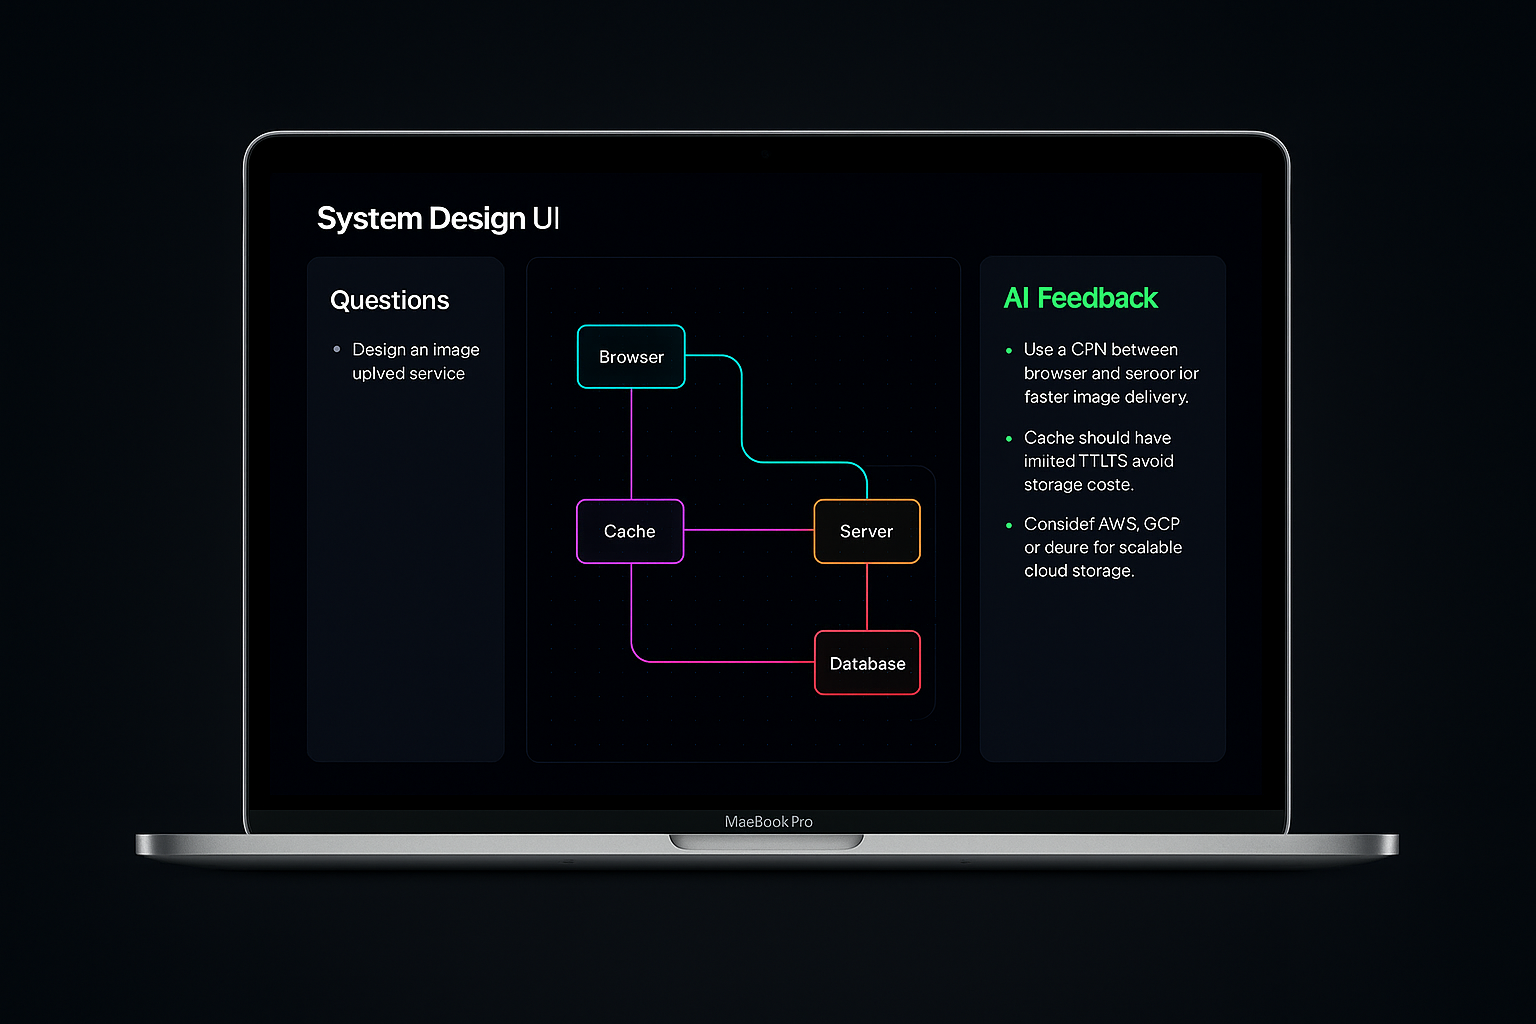 System Design UI
Questions
Design an image
uplved service
Browser
Cache
Server
Database
AI Feedback
Use a CPN between
browser and seroor ior
faster image delivery.
Cache should have
imiited TTLTS avoid
storage coste.
Considef AWS, GCP
or deure for scalable
cloud storage.
MaeBook Pro